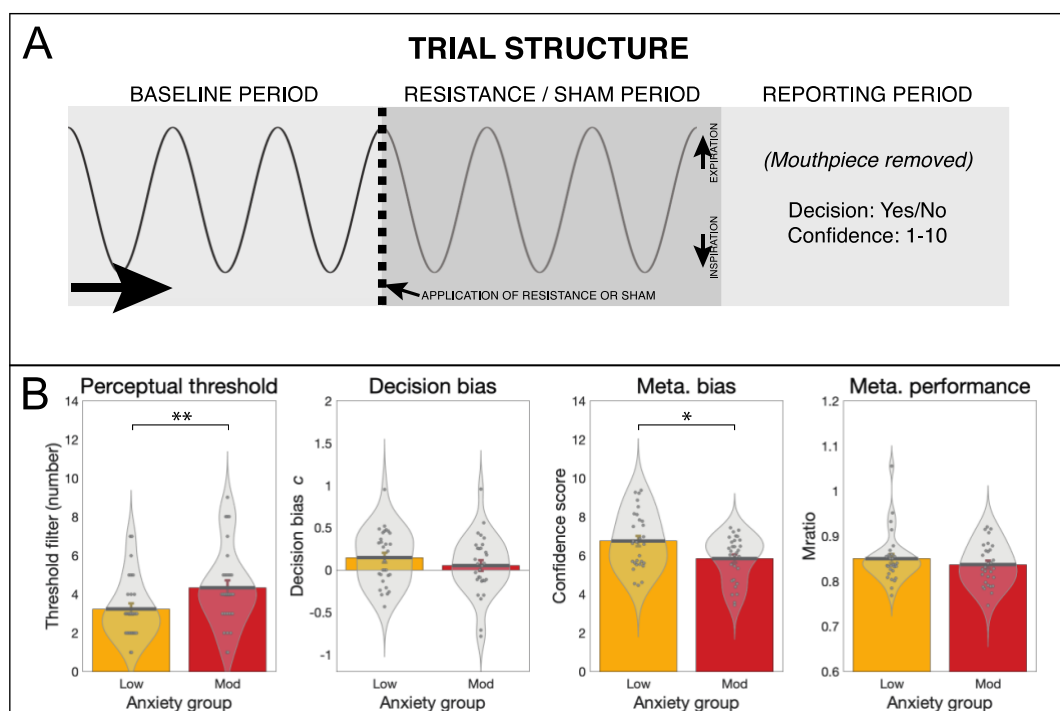 A
TRIAL STRUCTURE
BASELINE PERIOD
RESISTANCE / SHAM PERIOD
REPORTING PERIOD
EXPIRATION
INSPIRATION
(Mouthpiece removed)
Decision: Yes/No
Confidence: 1-10
APPLICATION OF RESISTANCE OR SHAM
B
Perceptual threshold
Threshold filter (number)
14
12
10
8
6
4
2
0
**
Low
Mod
Anxiety group
Decision bias
Decision bias c
2
1.5
1
0.5
0
-0.5
-1
Low
Mod
Anxiety group
Meta. bias
Confidence score
14
12
10
8
6
4
2
0
*
Low
Mod
Anxiety group
Meta. performance
Mratio
1.2
1.1
1
0.9
0.8
0.7
0.6
Low
Mod
Anxiety group